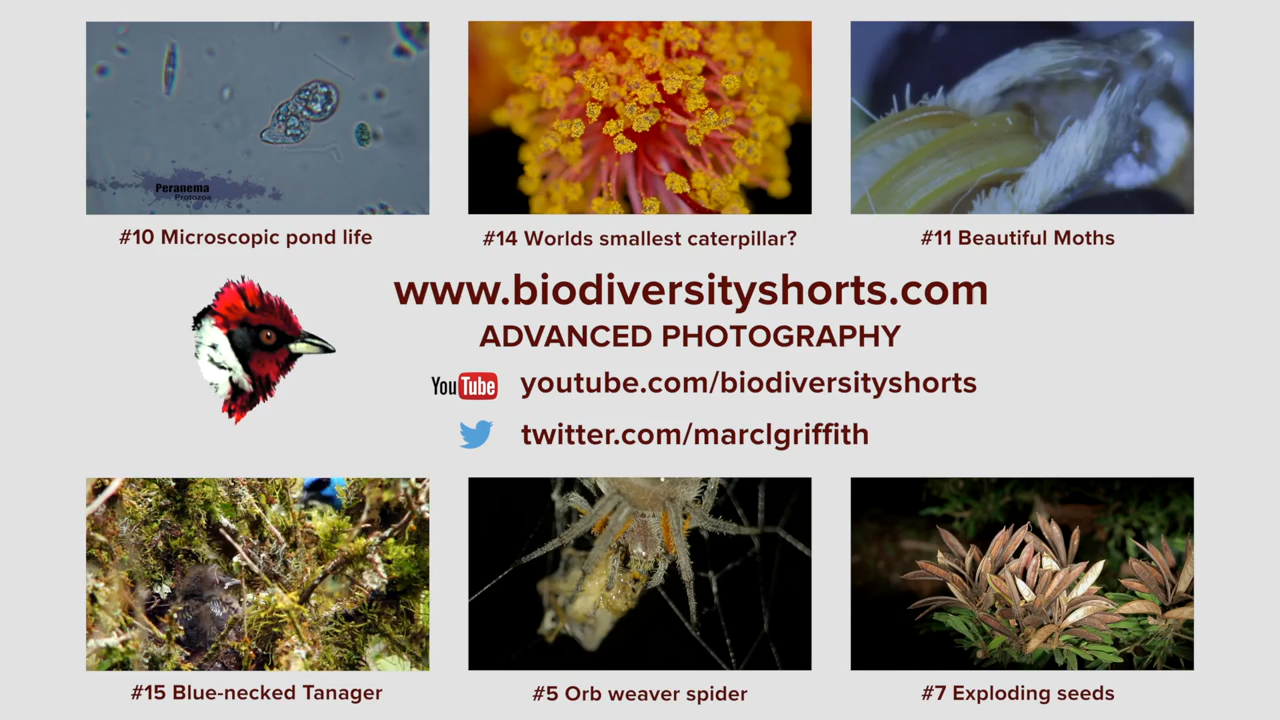 Peranema
Protozoa
#10 Microscopic pond life
#14 Worlds smallest caterpillar?
#11 Beautiful Moths
www.biodiversityshorts.com
ADVANCED PHOTOGRAPHY
YouTube youtube.com/biodiversityshorts
twitter.com/marclgriffith
#15 Blue-necked Tanager
#5 Orb weaver spider
#7 Exploding seeds